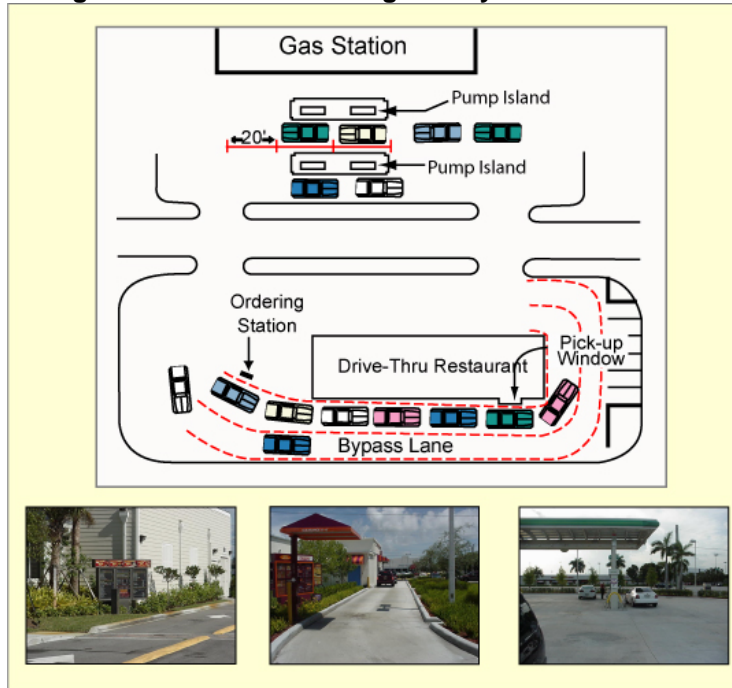 Gas Station
Pump Island
20'
Pump Island
Ordering
Station
Drive-Thru Restaurant
Pick-up
Window
Bypass Lane